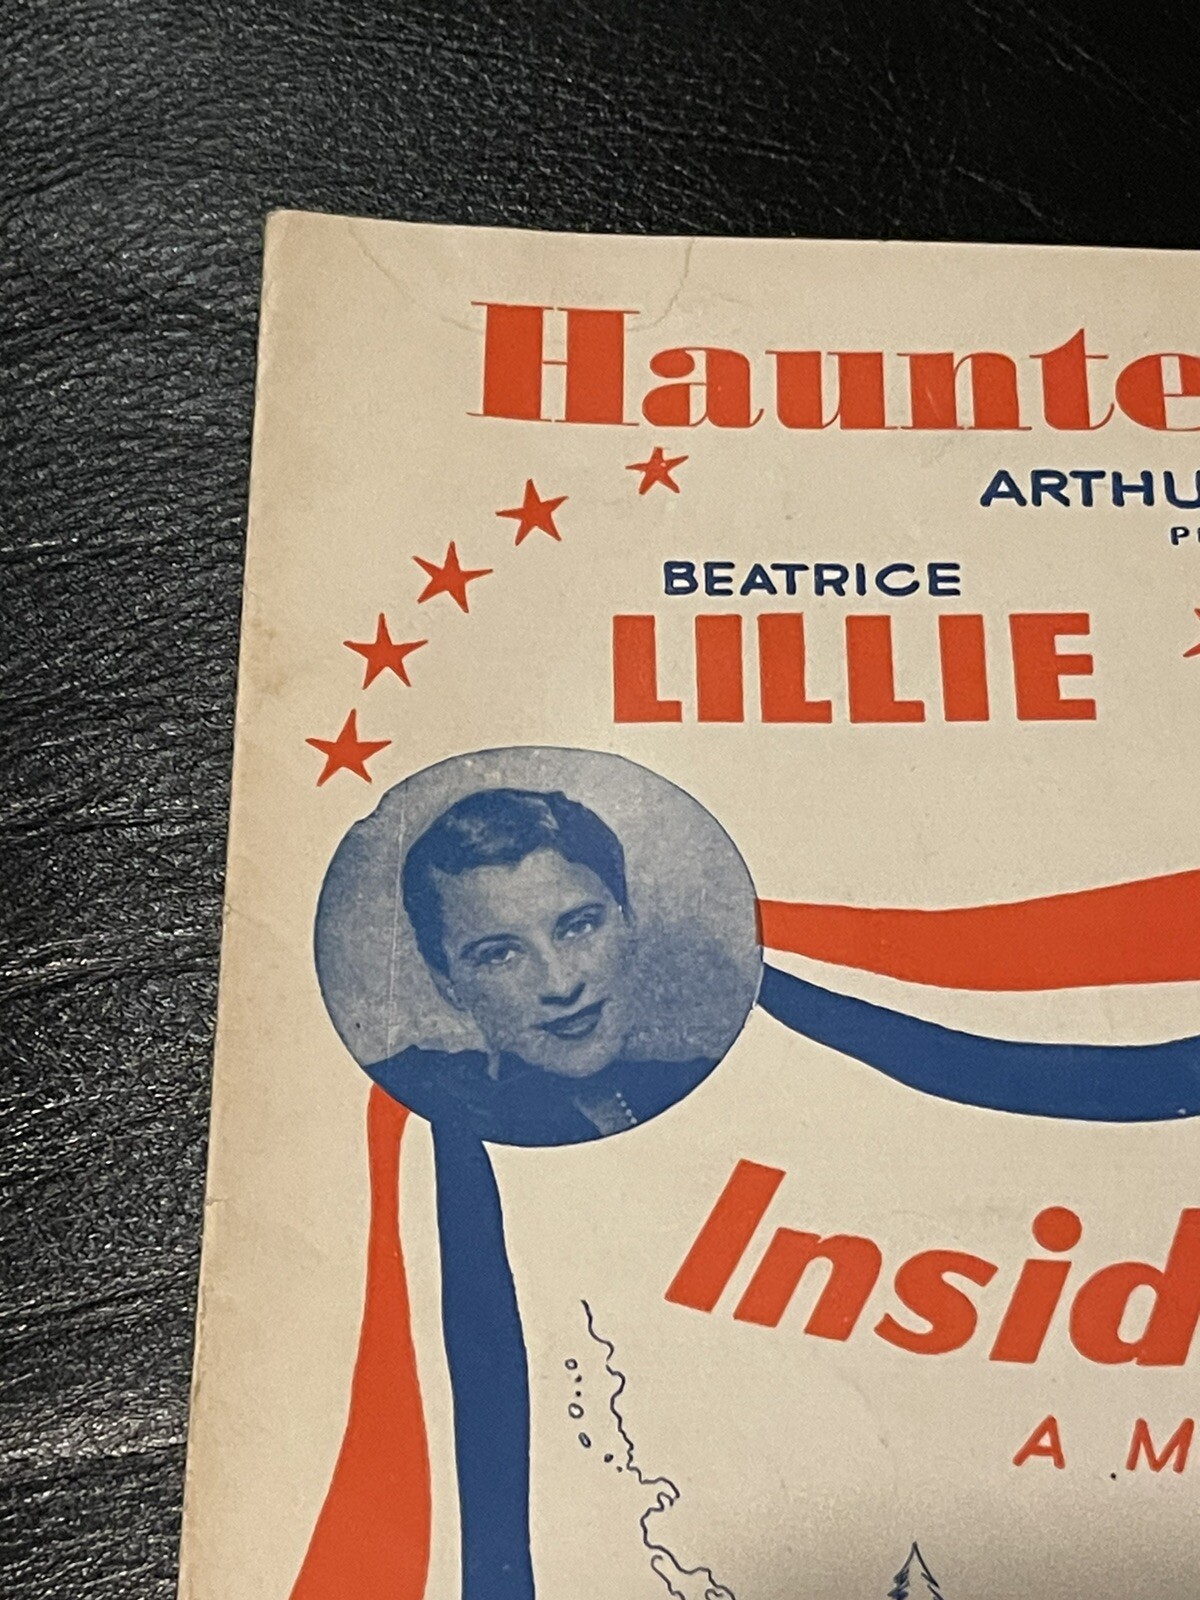 Haunte
ARTHU
BEATRICE
LILLIE
Insid
A M